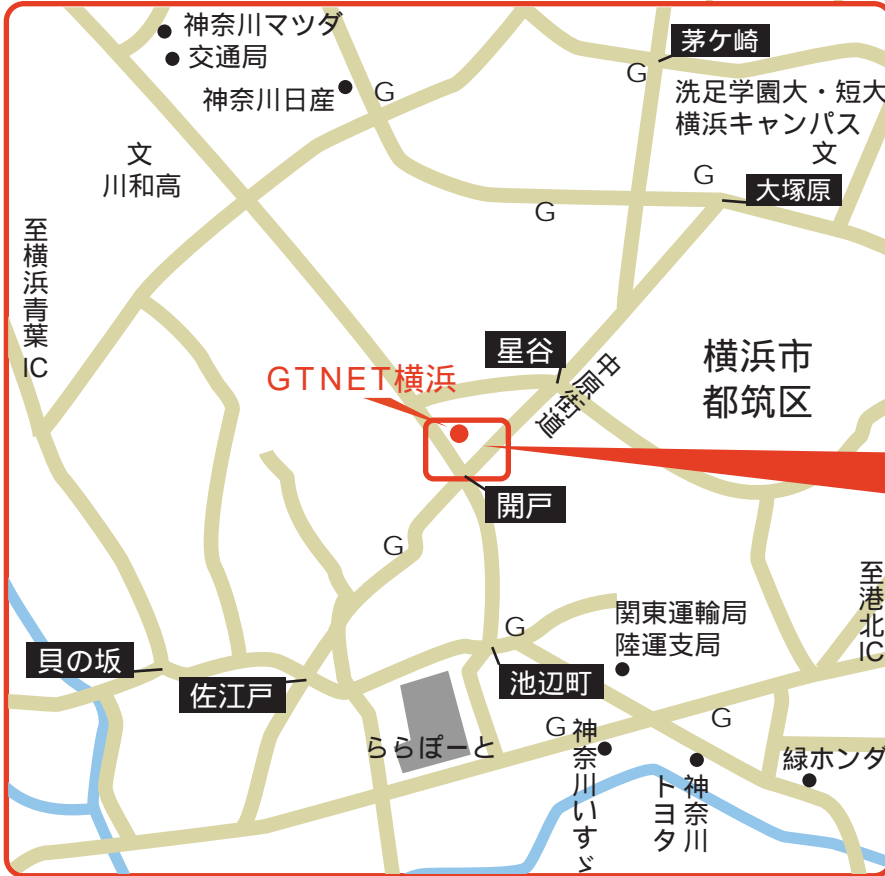 神奈川マツダ
交通局
神奈川日産
G
茅ケ崎
G
洗足学園大・短大
横浜キャンパス
文
文
川和高
G
大塚原
G
至横浜青葉IC
星谷
中原街道
横浜市
都筑区
GTNET横浜
開戸
G
至港北IC
関東運輸局
陸運支局
G
貝の坂
佐江戸
池辺町
ららぽーと
G
神奈川いすゞ
G
神奈川
トヨタ
緑ホンダ